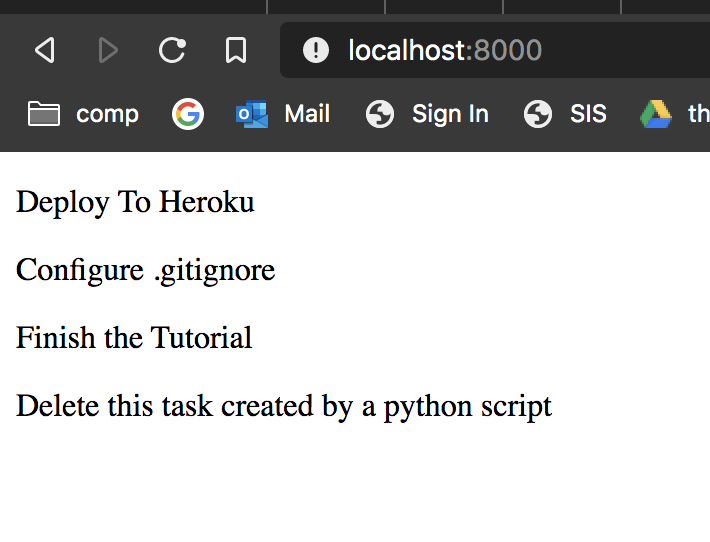 localhost:8000
comp Mail Sign In SIS th
Deploy To Heroku
Configure .gitignore
Finish the Tutorial
Delete this task created by a python script